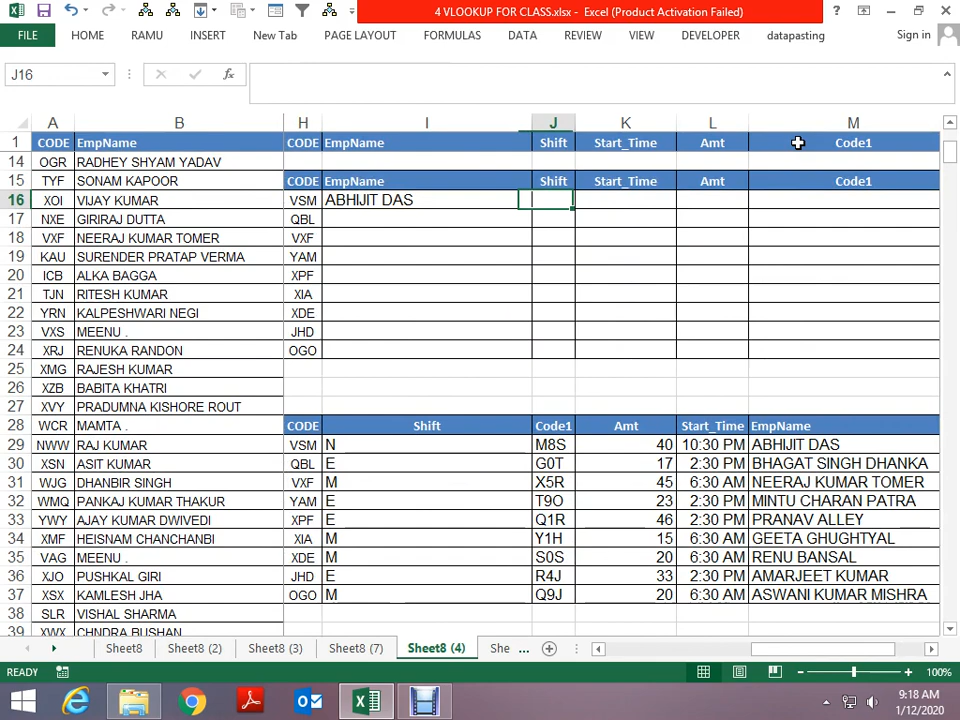 4 VLOOKUP FOR CLASS.xlsx - Excel (Product Activation Failed)
FILE HOME RAMU INSERT New Tab PAGE LAYOUT FORMULAS DATA REVIEW VIEW DEVELOPER datapasting Sign in
J16 fx
A B H I J K L M
1 CODE EmpName CODE EmpName Shift Start_Time Amt Code1
14 OGR RADHEY SHYAM YADAV
15 TYF SONAM KAPOOR CODE EmpName Shift Start_Time Amt Code1
16 XOI VIJAY KUMAR VSM ABHIJIT DAS
17 NXE GIRIRAJ DUTTA QBL
18 VXF NEERAJ KUMAR TOMER VXF
19 KAU SURENDER PRATAP VERMA YAM
20 ICB ALKA BAGGA XPF
21 TJN RITESH KUMAR XIA
22 YRN KALPESHWARI NEGI XDE
23 VXS MEENU . JHD
24 XRJ RENUKA RANDON OGO
25 XMG RAJESH KUMAR
26 XZB BABITA KHATRI
27 XVY PRADUMNA KISHORE ROUT
28 WCR MAMTA . CODE Shift Code1 Amt Start_Time EmpName
29 NWW RAJ KUMAR VSM N M8S 40 10:30 PM ABHIJIT DAS
30 XSN ASIT KUMAR QBL E G0T 17 2:30 PM BHAGAT SINGH DHANKA
31 WJG DHANBIR SINGH VXF M X5R 45 6:30 AM NEERAJ KUMAR TOMER
32 WMQ PANKAJ KUMAR THAKUR YAM E T9O 23 2:30 PM MINTU CHARAN PATRA
33 YWY AJAY KUMAR DWIVEDI XPF E Q1R 46 2:30 PM PRANAV ALLEY
34 XMF HEISNAM CHANCHANBI XIA M Y1H 15 6:30 AM GEETA GHUGHTYAL
35 VAG MEENU . XDE M S0S 20 6:30 AM RENU BANSAL
36 XJO PUSHKAL GIRI JHD E R4J 33 2:30 PM AMARJEET KUMAR
37 XSX KAMLESH JHA OGO M Q9J 20 6:30 AM ASWANI KUMAR MISHRA
38 SLR VISHAL SHARMA
39 XWX CHNDRA BUSHAN
Sheet8 Sheet8 (2) Sheet8 (3) Sheet8 (7) Sheet8 (4) She ...
READY 100%
9:18 AM
1/12/2020